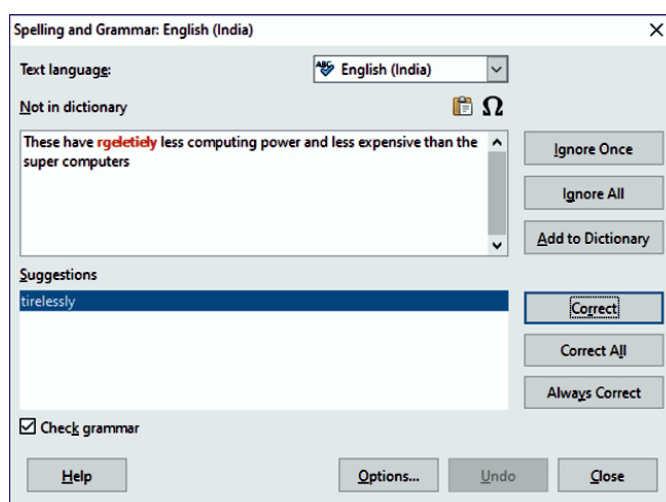 Spelling and Grammar: English (India)
Text language:
English (India)
Not in dictionary
These have rgeletiely less computing power and less expensive than the
super computers
Ignore Once
Ignore All
Add to Dictionary
Suggestions
tirelessly
Correct
Correct All
Always Correct
Check grammar
Help
Options...
Undo
Close